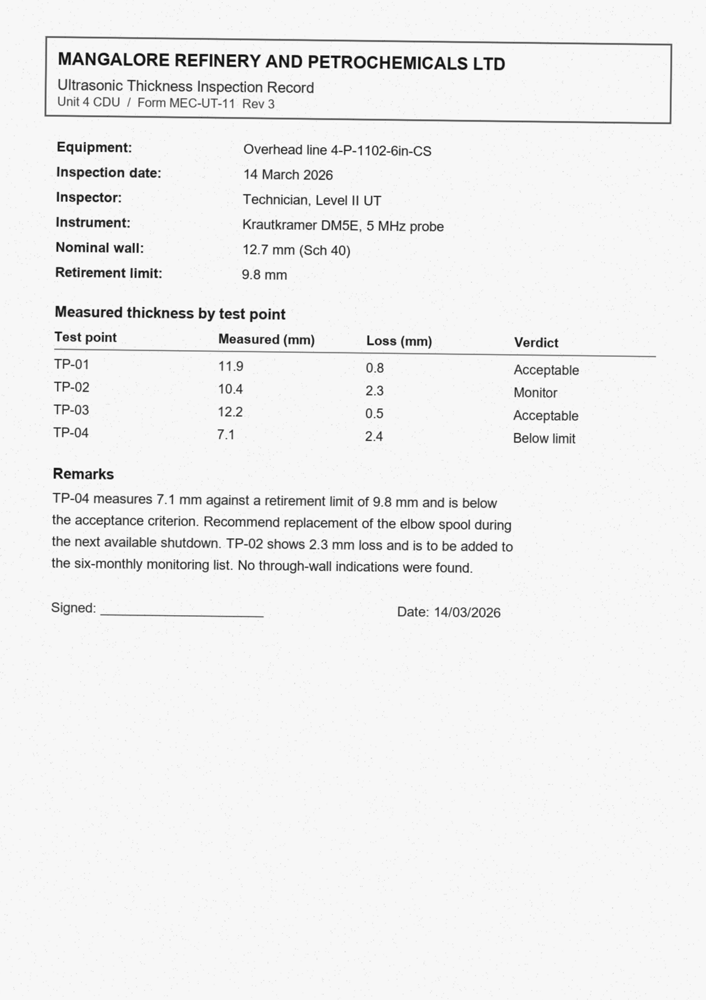 MANGALORE REFINERY AND PETROCHEMICALS LTD
Ultrasonic Thickness Inspection Record
Unit 4 CDU / Form MEC-UT-11 Rev 3
Equipment: Overhead line 4-P-1102-6in-CS
Inspection date: 14 March 2026
Inspector: Technician, Level II UT
Instrument: Krautkramer DM5E, 5 MHz probe
Nominal wall: 12.7 mm (Sch 40)
Retirement limit: 9.8 mm
Measured thickness by test point
Test point Measured (mm) Loss (mm) Verdict
TP-01 11.9 0.8 Acceptable
TP-02 10.4 2.3 Monitor
TP-03 12.2 0.5 Acceptable
TP-04 7.1 2.4 Below limit
Remarks
TP-04 measures 7.1 mm against a retirement limit of 9.8 mm and is below
the acceptance criterion. Recommend replacement of the elbow spool during
the next available shutdown. TP-02 shows 2.3 mm loss and is to be added to
the six-monthly monitoring list. No through-wall indications were found.
Signed: Date: 14/03/2026